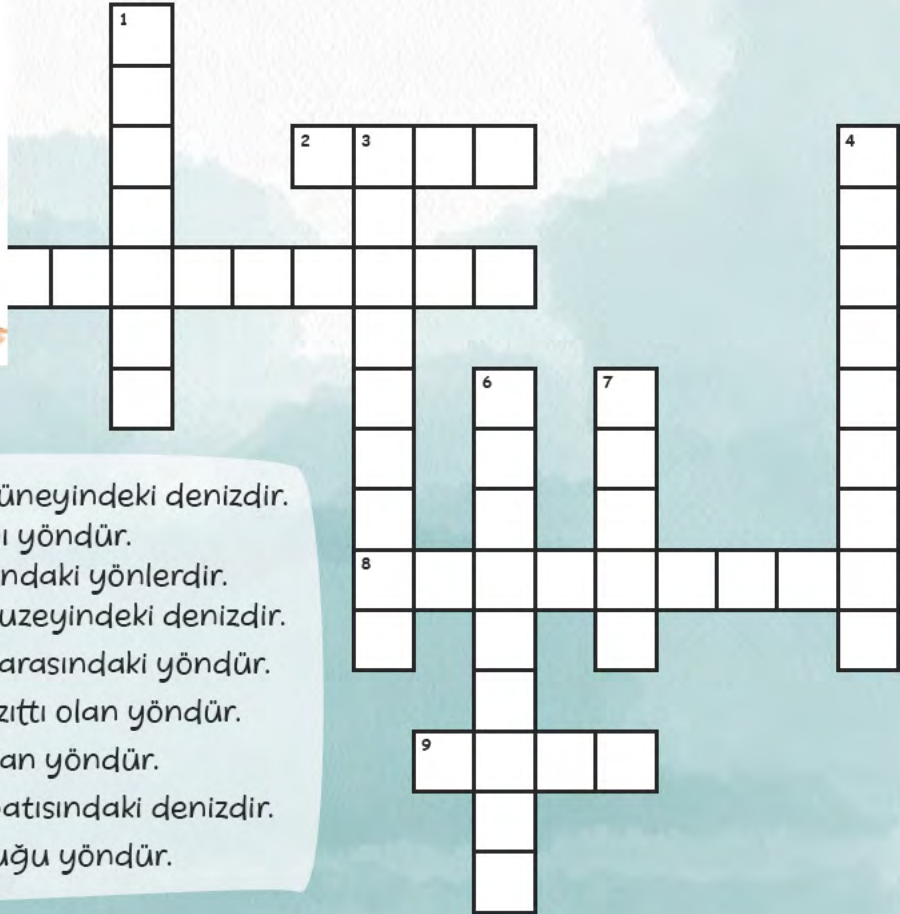 1
2 3
4
6
7
8
9
üneyindeki denizdir.
ı yöndür.
ndaki yönlerdir.
uzeyindeki denizdir.
arasındaki yöndür.
zıttı olan yöndür.
an yöndür.
atısındaki denizdir.
uğu yöndür.